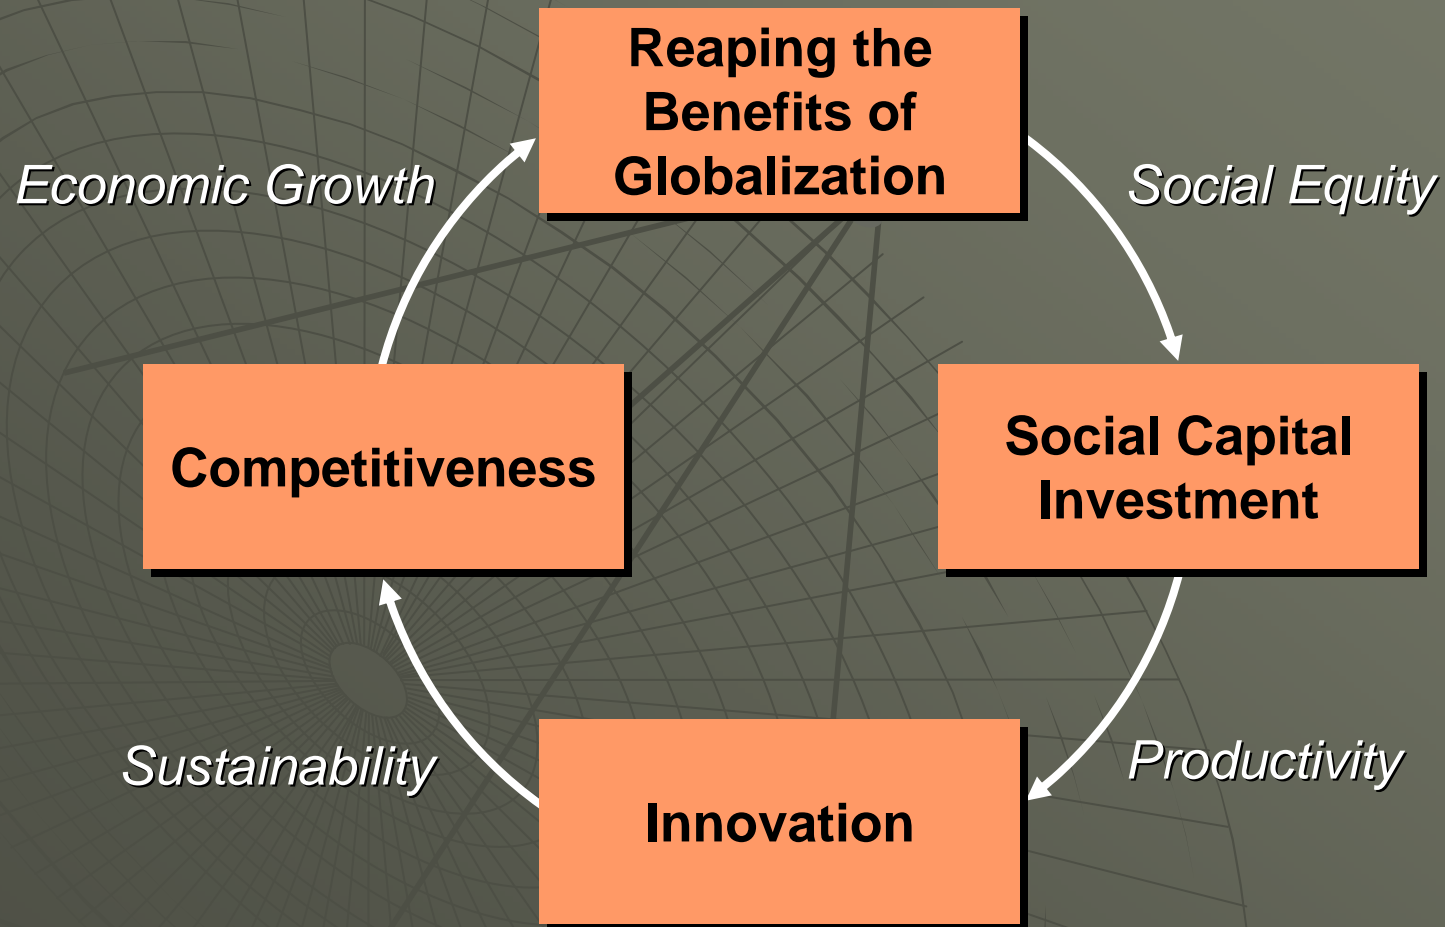 Reaping the
Benefits of
Globalization
Economic Growth
Social Equity
Competitiveness
Social Capital
Investment
Sustainability
Productivity
Innovation